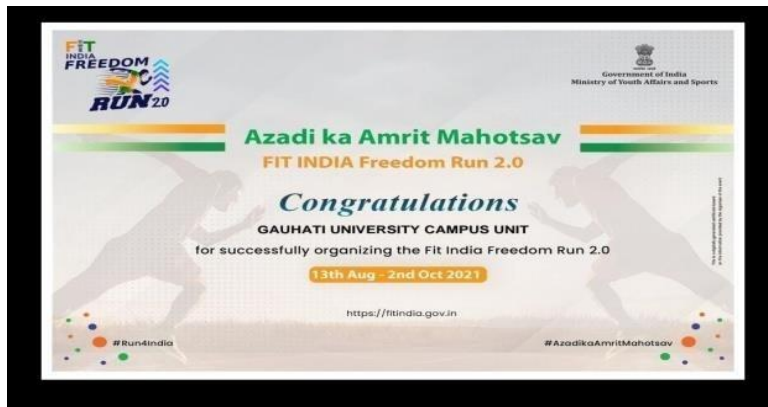 FiT
INDIA
FREEDOM
RUN 2.0
Government of India
Ministry of Youth Affairs and Sports
Azadi ka Amrit Mahotsav
FIT INDIA Freedom Run 2.0
Congratulations
GAUHATI UNIVERSITY CAMPUS UNIT
for successfully organizing the Fit India Freedom Run 2.0
13th Aug - 2nd Oct 2021
https://fitindia.gov.in
#Run4India
#AzadikaAmritMahotsav